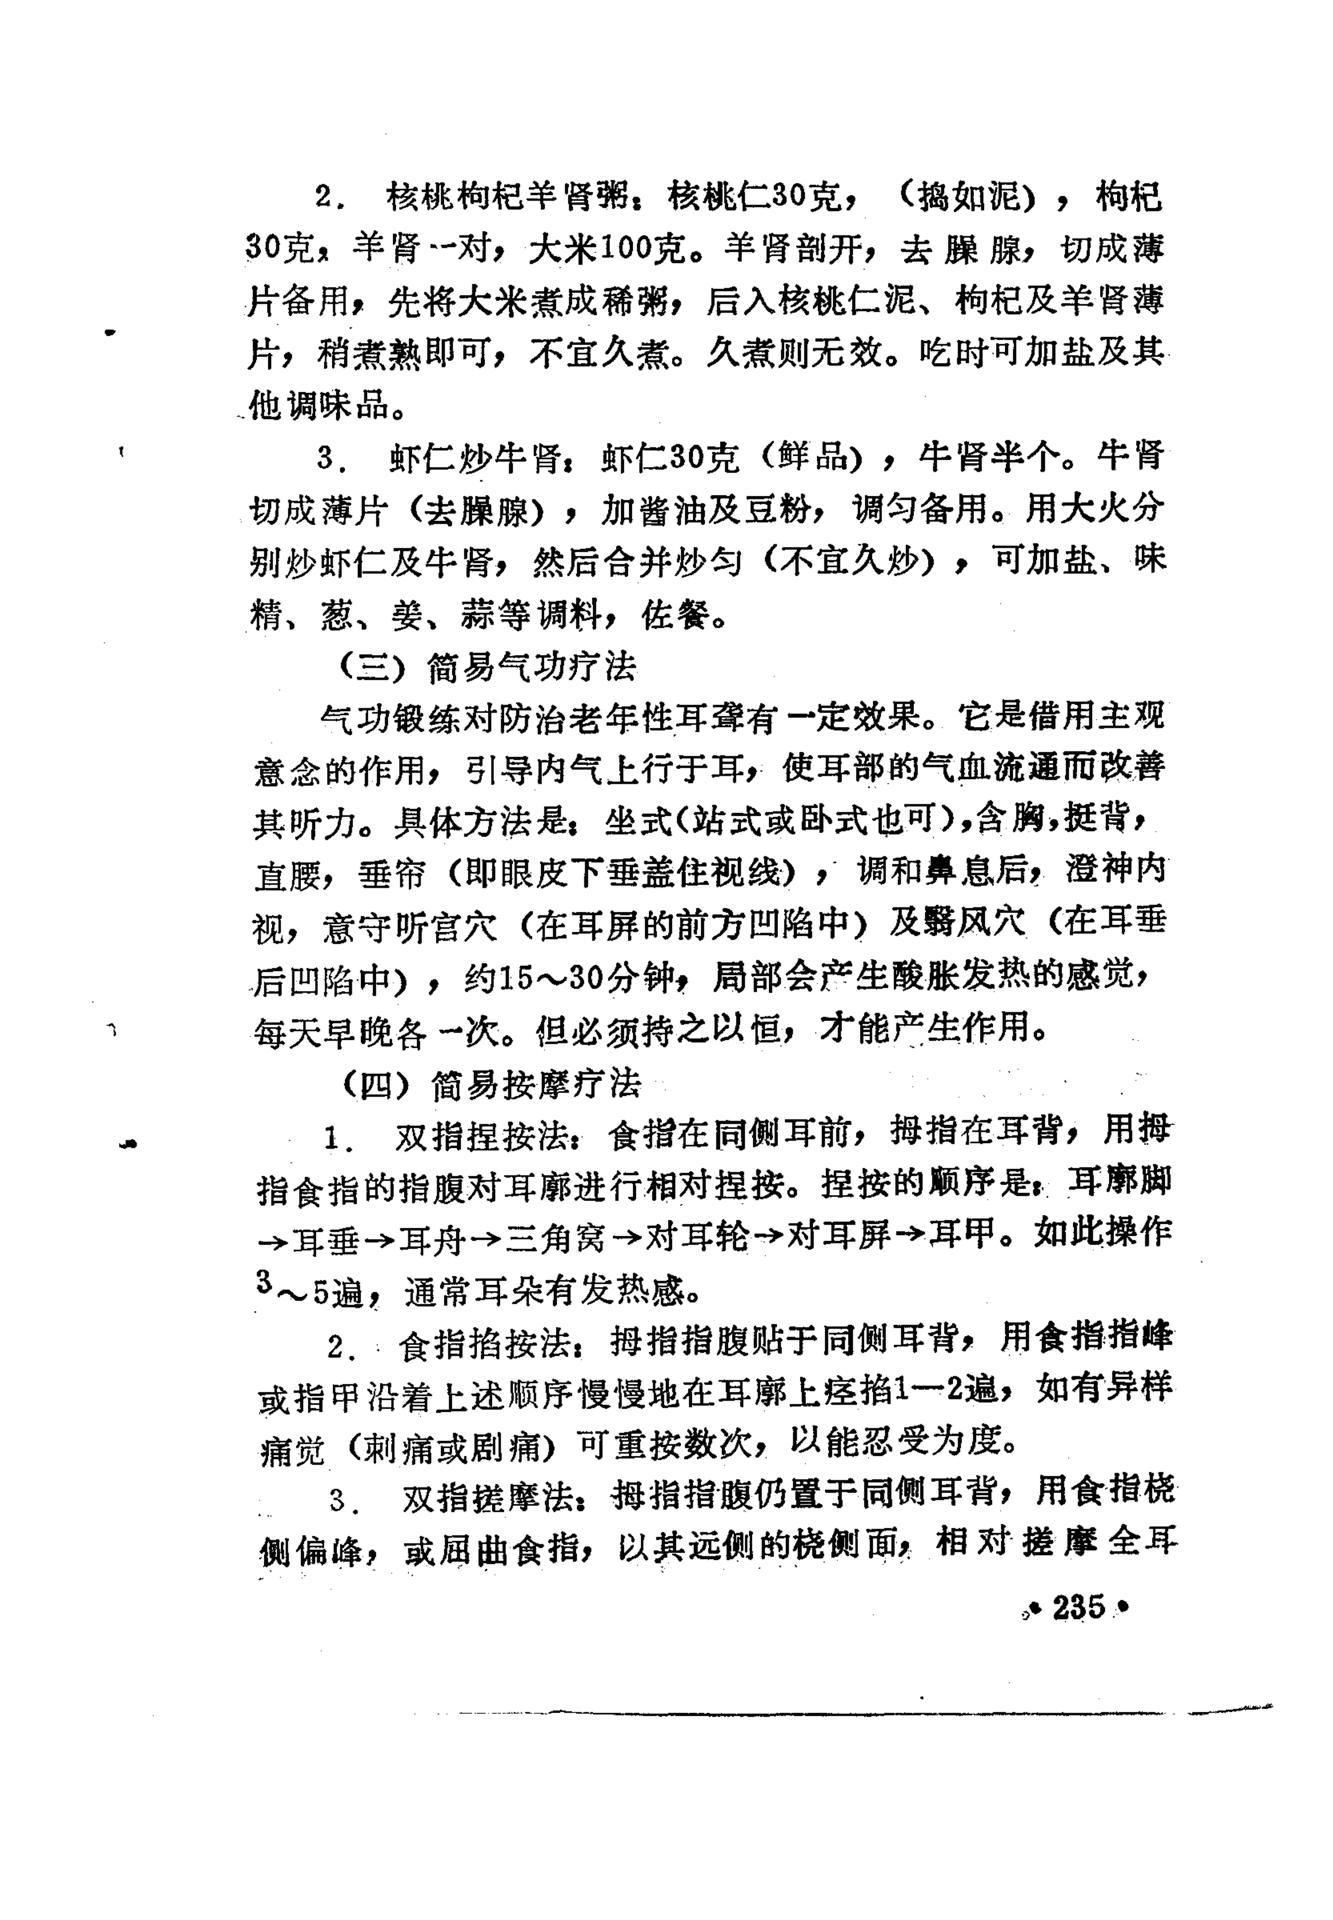 2. 核桃枸杞羊肾粥：核桃仁30克，（捣如泥），枸杞
30克，羊肾一对，大米100克。羊肾剖开，去臊腺，切成薄
片备用，先将大米煮成稀粥，后入核桃仁泥、枸杞及羊肾薄
片，稍煮熟即可，不宜久煮。久煮则无效。吃时可加盐及其
他调味品。
3. 虾仁炒牛肾：虾仁30克（鲜品），牛肾半个。牛肾
切成薄片（去臊腺），加酱油及豆粉，调匀备用。用大火分
别炒虾仁及牛肾，然后合并炒匀（不宜久炒），可加盐、味
精、葱、姜、蒜等调料，佐餐。
（三）简易气功疗法
气功锻练对防治老年性耳聋有一定效果。它是借用主观
意念的作用，引导内气上行于耳，使耳部的气血流通而改善
其听力。具体方法是：坐式（站式或卧式也可），含胸，挺背，
直腰，垂帘（即眼皮下垂盖住视线），调和鼻息后，澄神内
视，意守听宫穴（在耳屏的前方凹陷中）及翳风穴（在耳垂
后凹陷中），约15～30分钟，局部会产生酸胀发热的感觉，
每天早晚各一次。但必须持之以恒，才能产生作用。
（四）简易按摩疗法
1. 双指捏按法：食指在同侧耳前，拇指在耳背，用拇
指食指的指腹对耳廓进行相对捏按。捏按的顺序是：耳廓脚
→耳垂→耳舟→三角窝→对耳轮→对耳屏→耳甲。如此操作
3～5遍，通常耳朵有发热感。
2. 食指掐按法：拇指指腹贴于同侧耳背，用食指指峰
或指甲沿着上述顺序慢慢地在耳廓上掐1—2遍，如有异样
痛觉（刺痛或剧痛）可重按数次，以能忍受为度。
3. 双指搓摩法：拇指指腹仍置于同侧耳背，用食指桡
侧偏峰，或屈曲食指，以其远侧的桡侧面，相对搓摩全耳
• 235 •